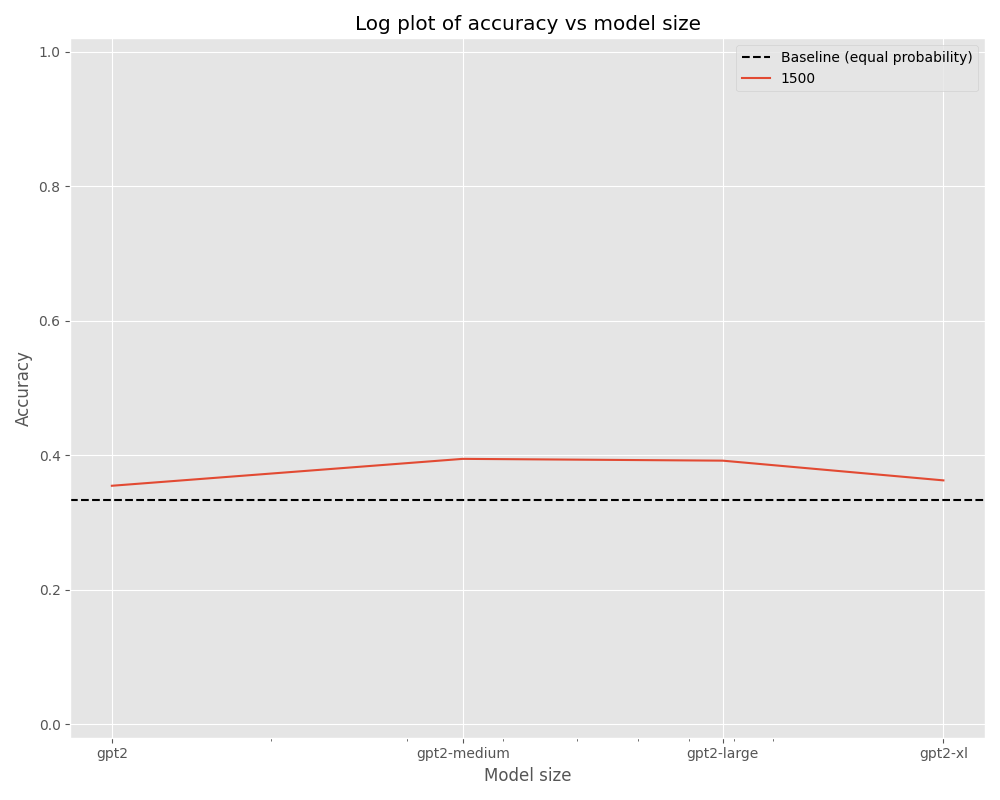 Log plot of accuracy vs model size
Baseline (equal probability)
1500
1.0
0.8
0.6
0.4
0.2
0.0
Accuracy
gpt2 gpt2-medium gpt2-large gpt2-xl
Model size